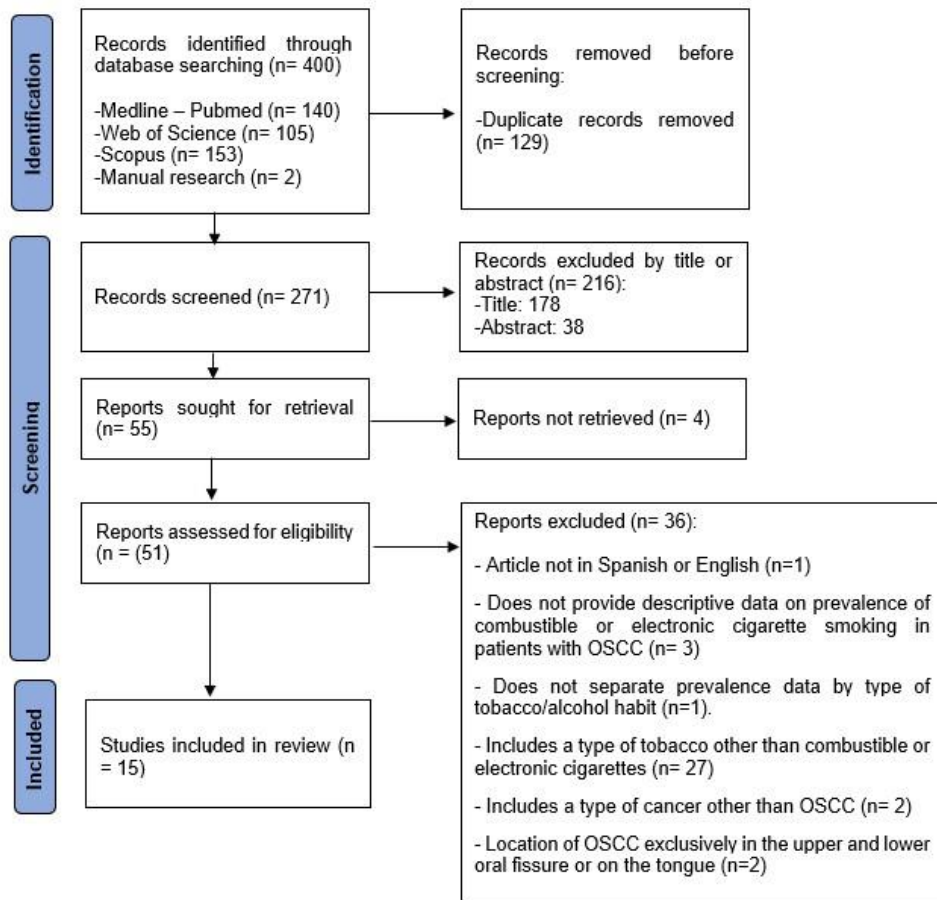 Identification
Records identified through
database searching (n= 400)
-Medline – Pubmed (n= 140)
-Web of Science (n= 105)
-Scopus (n= 153)
-Manual research (n= 2)
Records removed before
screening:
-Duplicate records removed
(n= 129)
Screening
Records screened (n= 271)
Records excluded by title or
abstract (n= 216):
-Title: 178
-Abstract: 38
Reports sought for retrieval
(n= 55)
Reports not retrieved (n= 4)
Reports assessed for eligibility
(n = (51)
Reports excluded (n= 36):
- Article not in Spanish or English (n=1)
- Does not provide descriptive data on prevalence of
combustible or electronic cigarette smoking in
patients with OSCC (n= 3)
- Does not separate prevalence data by type of
tobacco/alcohol habit (n=1).
- Includes a type of tobacco other than combustible or
electronic cigarettes (n= 27)
- Includes a type of cancer other than OSCC (n= 2)
- Location of OSCC exclusively in the upper and lower
oral fissure or on the tongue (n=2)
Included
Studies included in review (n
= 15)